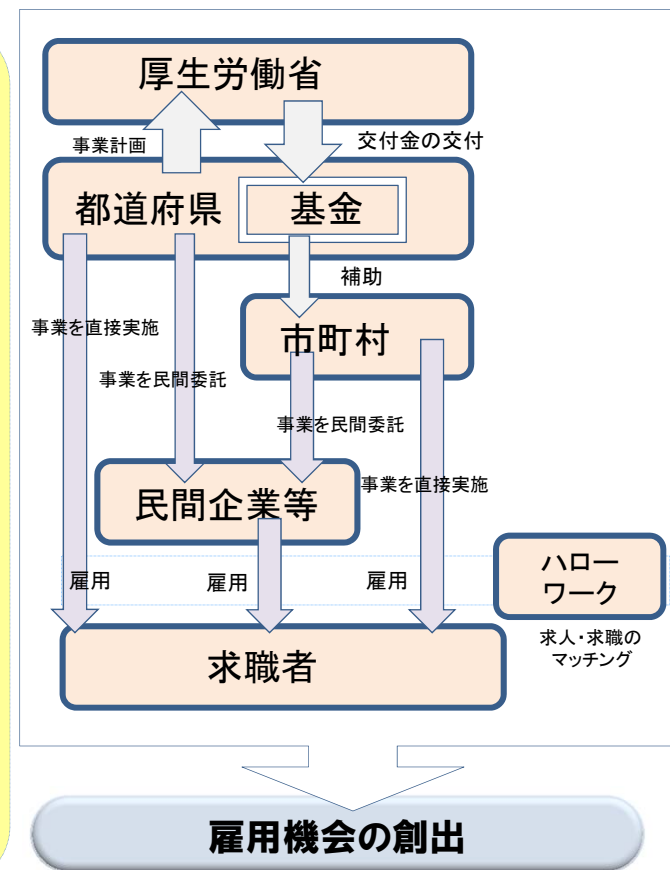 厚生労働省
事業計画
交付金の交付
都道府県
基金
補助
市町村
事業を直接実施
事業を民間委託
事業を民間委託
事業を直接実施
民間企業等
雇用
雇用
雇用
ハロー
ワーク
求人・求職の
マッチング
求職者
雇用機会の創出